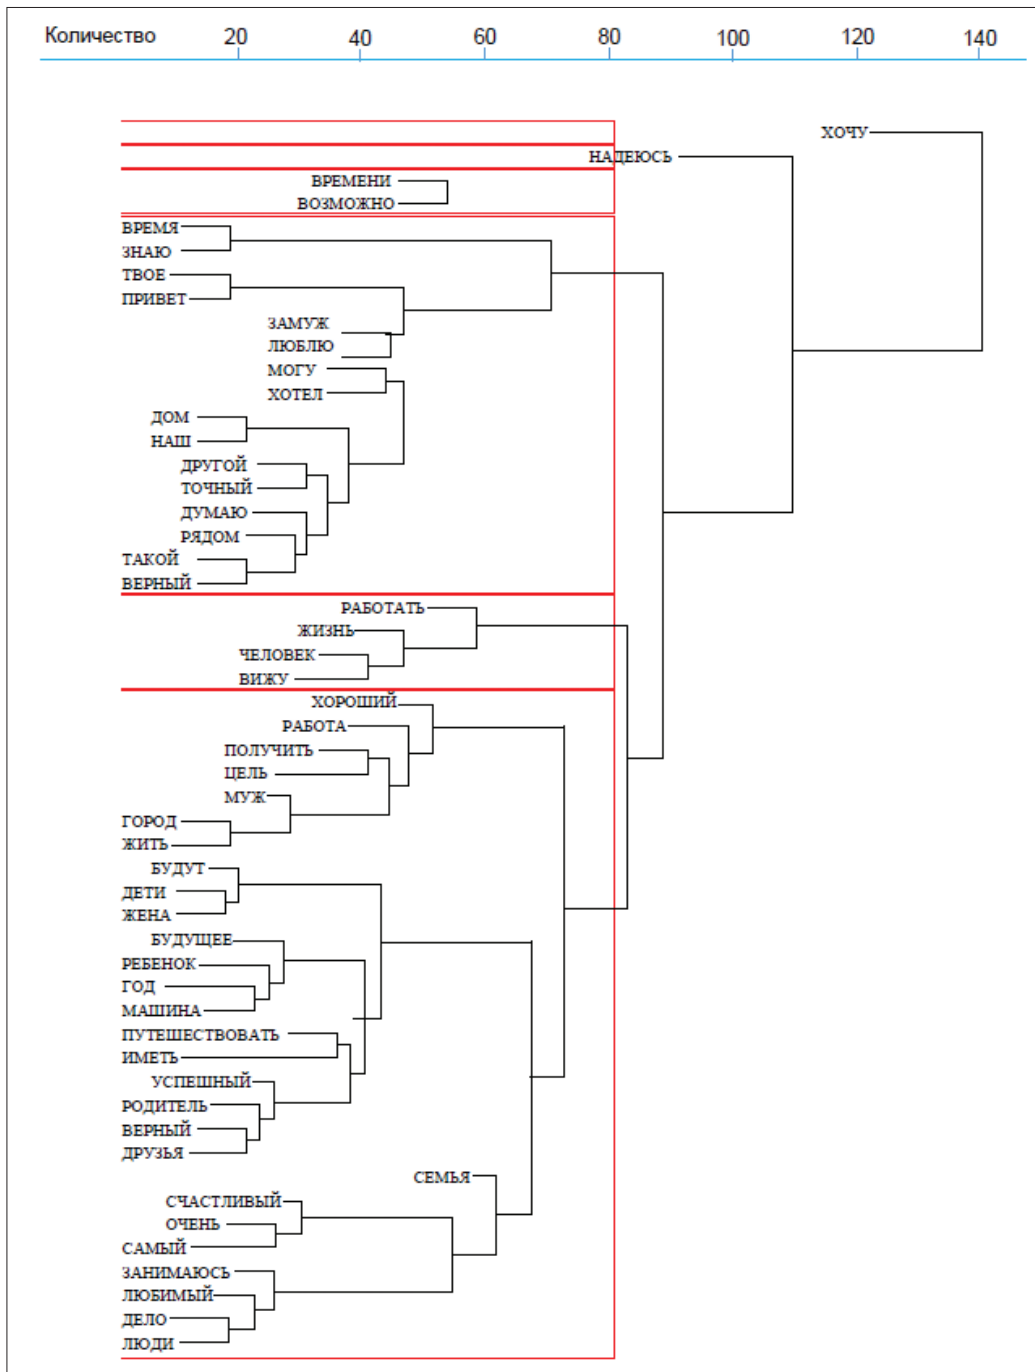 Количество 20 40 60 80 100 120 140
ХОЧУ
НАДЕЮСЬ
ВРЕМЕНИ
ВОЗМОЖНО
ВРЕМЯ
ЗНАЮ
ТВОЕ
ПРИВЕТ
ЗАМУЖ
ЛЮБЛЮ
МОГУ
ХОТЕЛ
ДОМ
НАШ
ДРУГОЙ
ТОЧНЫЙ
ДУМАЮ
РЯДОМ
ТАКОЙ
ВЕРНЫЙ
РАБОТАТЬ
ЖИЗНЬ
ЧЕЛОВЕК
ВИЖУ
ХОРОШИЙ
РАБОТА
ПОЛУЧИТЬ
ЦЕЛЬ
МУЖ
ГОРОД
ЖИТЬ
БУДУТ
ДЕТИ
ЖЕНА
БУДУЩЕЕ
РЕБЕНОК
ГОД
МАШИНА
ПУТЕШЕСТВОВАТЬ
ИМЕТЬ
УСПЕШНЫЙ
РОДИТЕЛЬ
ВЕРНЫЙ
ДРУЗЬЯ
СЕМЬЯ
СЧАСТЛИВЫЙ
ОЧЕНЬ
САМЫЙ
ЗАНИМАЮСЬ
ЛЮБИМЫЙ
ДЕЛО
ЛЮДИ